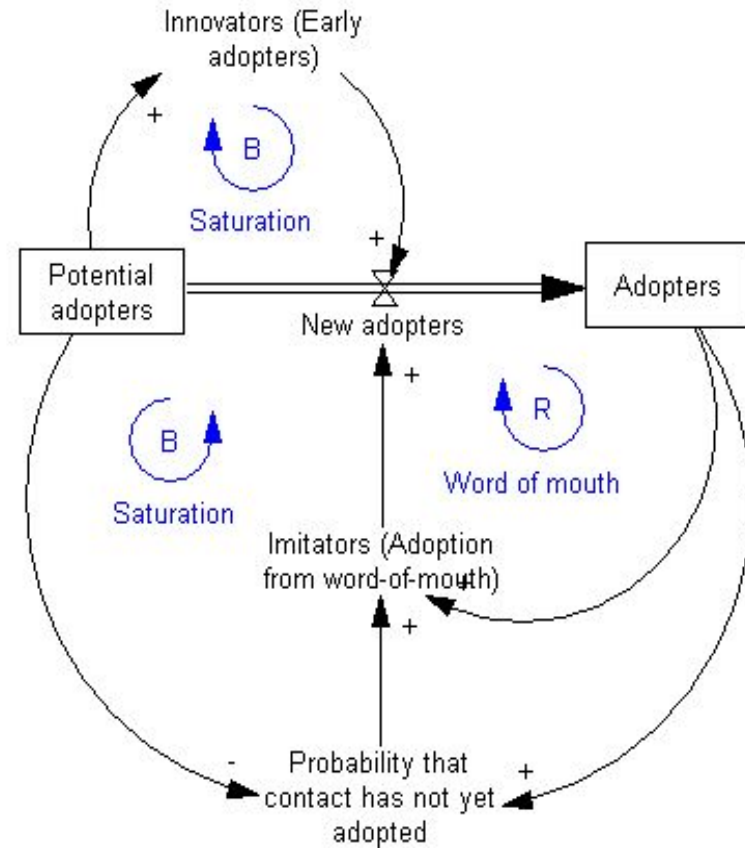 Innovators (Early
adopters)
+
B
Saturation
+
Potential
adopters
Adopters
New adopters
+
R
Word of mouth
B
Saturation
Imitators (Adoption
from word-of-mouth)
+
+
-
Probability that
contact has not yet
adopted
+